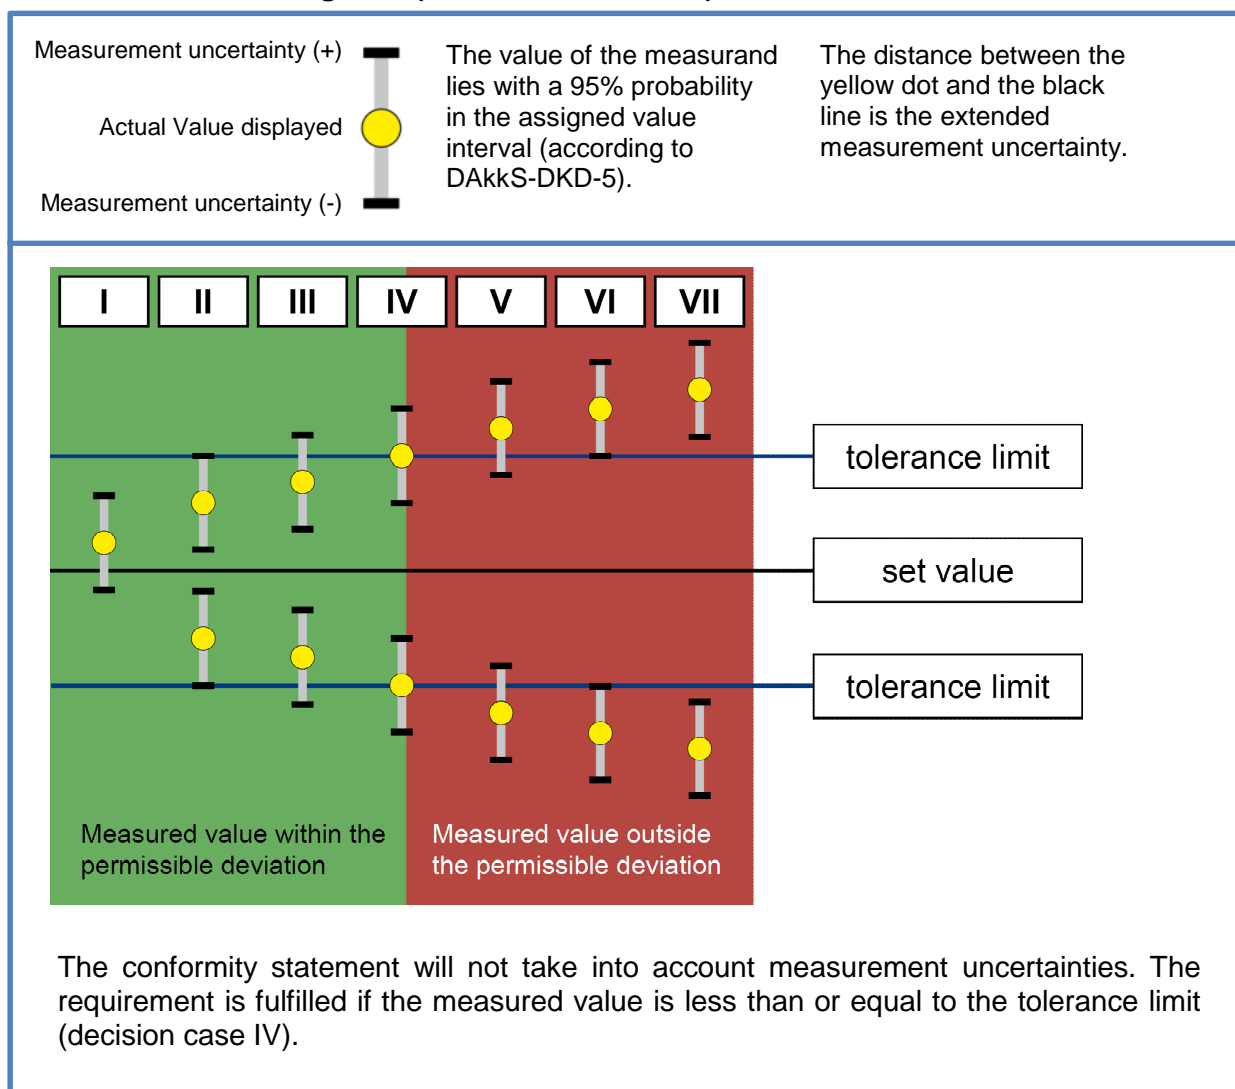 Measurement uncertainty (+)
Actual Value displayed
Measurement uncertainty (-)
The value of the measurand
lies with a 95% probability
in the assigned value
interval (according to
DAkkS-DKD-5).
The distance between the
yellow dot and the black
line is the extended
measurement uncertainty.
I II III IV V VI VII
tolerance limit
set value
tolerance limit
Measured value within the
permissible deviation
Measured value outside
the permissible deviation
The conformity statement will not take into account measurement uncertainties. The
requirement is fulfilled if the measured value is less than or equal to the tolerance limit
(decision case IV).